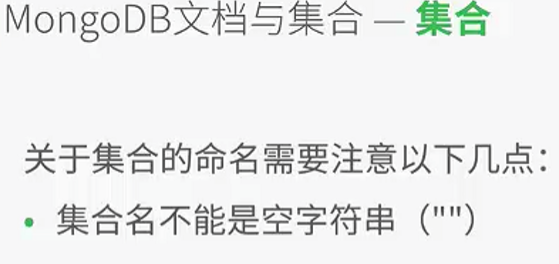 MongoDB文档与集合 — 集合
关于集合的命名需要注意以下几点：
• 集合名不能是空字符串（""）